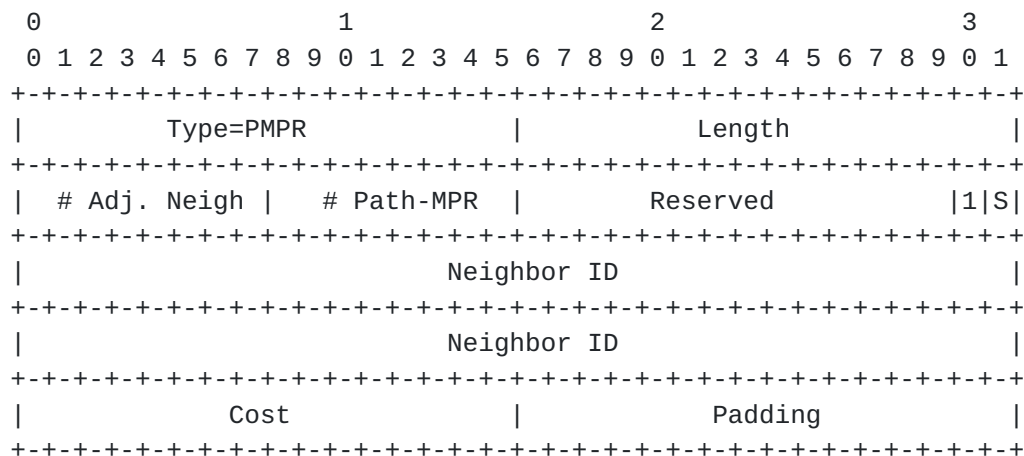 0                   1                   2                   3
 0 1 2 3 4 5 6 7 8 9 0 1 2 3 4 5 6 7 8 9 0 1 2 3 4 5 6 7 8 9 0 1
+-+-+-+-+-+-+-+-+-+-+-+-+-+-+-+-+-+-+-+-+-+-+-+-+-+-+-+-+-+-+-+-+
|         Type=PMPR             |           Length              |
+-+-+-+-+-+-+-+-+-+-+-+-+-+-+-+-+-+-+-+-+-+-+-+-+-+-+-+-+-+-+-+-+
|  # Adj. Neigh |   # Path-MPR  |        Reserved           |1|S|
+-+-+-+-+-+-+-+-+-+-+-+-+-+-+-+-+-+-+-+-+-+-+-+-+-+-+-+-+-+-+-+-+
|                           Neighbor ID                         |
+-+-+-+-+-+-+-+-+-+-+-+-+-+-+-+-+-+-+-+-+-+-+-+-+-+-+-+-+-+-+-+-+
|                           Neighbor ID                         |
+-+-+-+-+-+-+-+-+-+-+-+-+-+-+-+-+-+-+-+-+-+-+-+-+-+-+-+-+-+-+-+-+
|             Cost              |            Padding            |
+-+-+-+-+-+-+-+-+-+-+-+-+-+-+-+-+-+-+-+-+-+-+-+-+-+-+-+-+-+-+-+-+